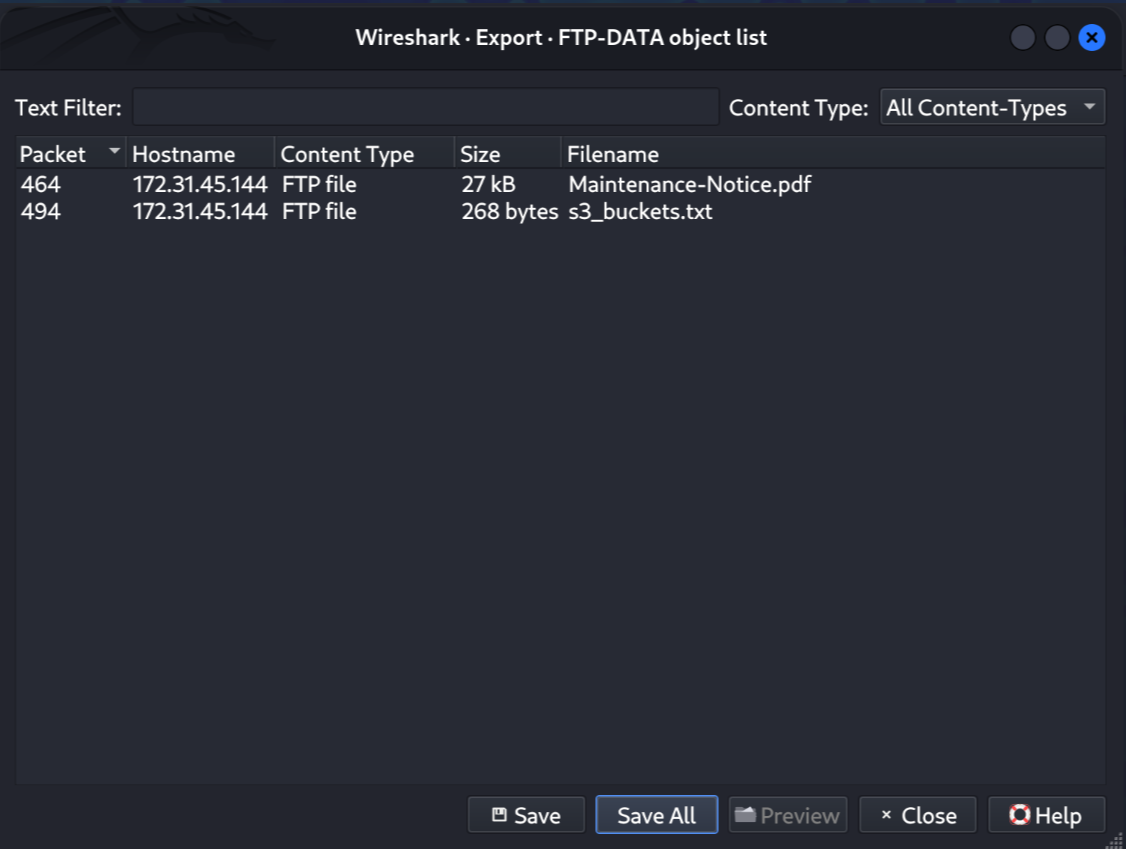 Wireshark · Export · FTP-DATA object list
Text Filter: Content Type: All Content-Types
Packet Hostname Content Type Size Filename
464 172.31.45.144 FTP file 27 kB Maintenance-Notice.pdf
494 172.31.45.144 FTP file 268 bytes s3_buckets.txt
Save Save All Preview × Close Help